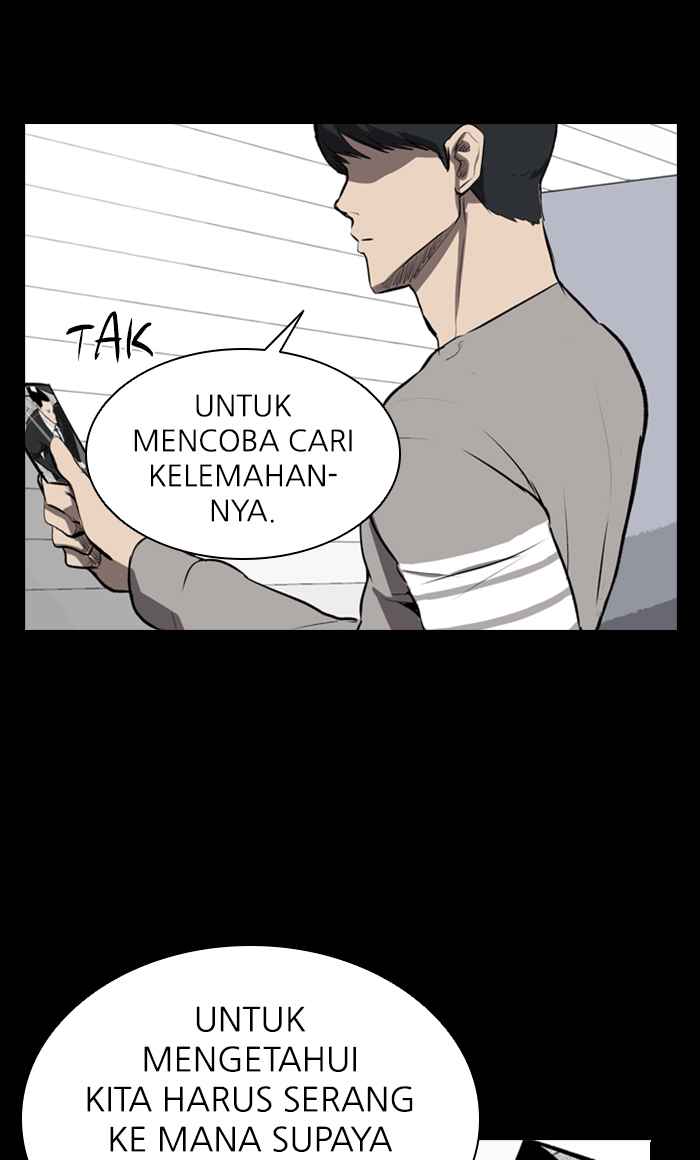 TAK
UNTUK
MENCOBA CARI
KELEMAHAN-
NYA.
UNTUK
MENGETAHUI
KITA HARUS SERANG
KE MANA SUPAYA